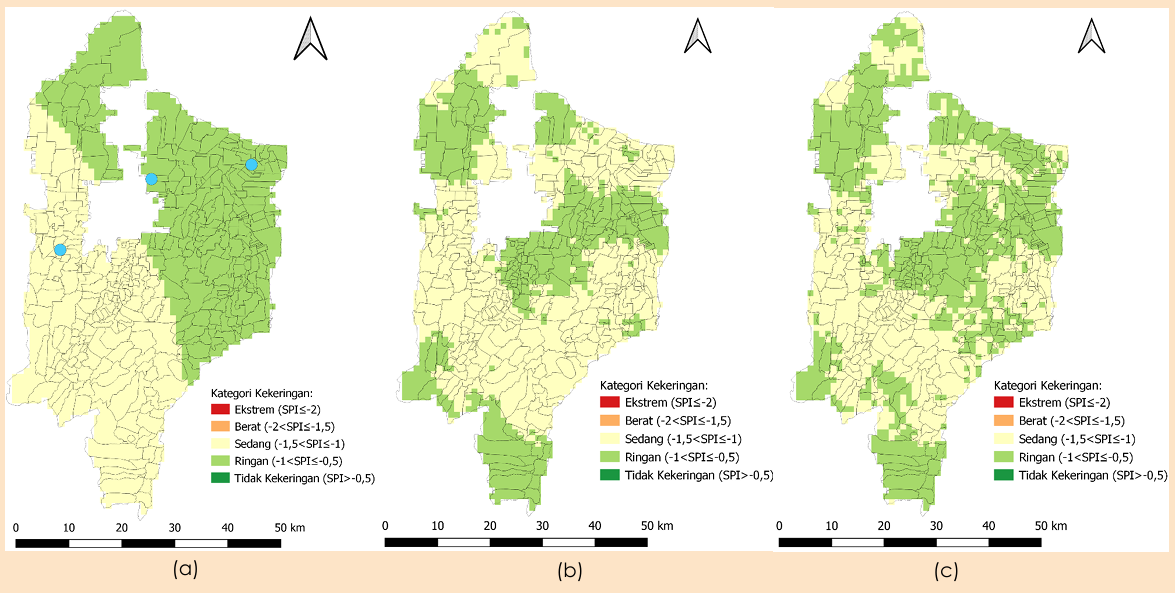 Kategori Kekeringan:
Ekstrem (SPI≤-2)
Berat (-2<SPI≤-1,5)
Sedang (-1,5<SPI≤-1)
Ringan (-1<SPI≤-0,5)
Tidak Kekeringan (SPI>-0,5)
0 10 20 30 40 50 km
(a)
Kategori Kekeringan:
Ekstrem (SPI≤-2)
Berat (-2<SPI≤-1,5)
Sedang (-1,5<SPI≤-1)
Ringan (-1<SPI≤-0,5)
Tidak Kekeringan (SPI>-0,5)
0 10 20 30 40 50 km
(b)
Kategori Kekeringan:
Ekstrem (SPI≤-2)
Berat (-2<SPI≤-1,5)
Sedang (-1,5<SPI≤-1)
Ringan (-1<SPI≤-0,5)
Tidak Kekeringan (SPI>-0,5)
0 10 20 30 40 50 km
(c)